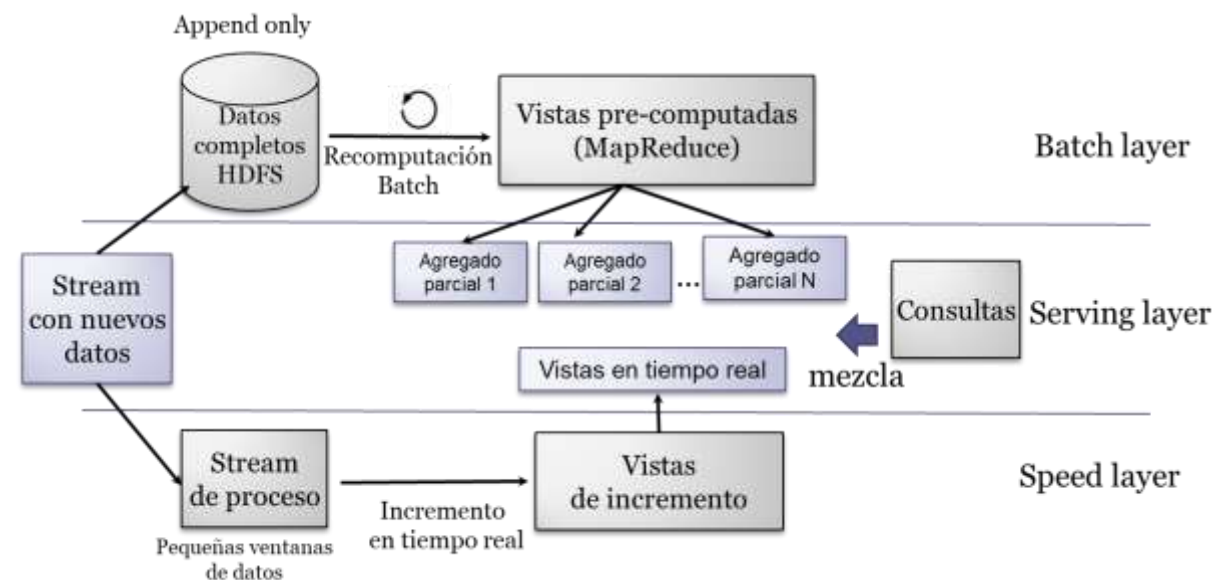 Append only
Datos
completos
HDFS
Recomputación
Batch
Vistas pre-computadas
(MapReduce)
Batch layer
Stream
con nuevos
datos
Agregado
parcial 1
Agregado
parcial 2
...
Agregado
parcial N
Consultas
Serving layer
mezcla
Vistas en tiempo real
Stream
de proceso
Pequeñas ventanas
de datos
Incremento
en tiempo real
Vistas
de incremento
Speed layer